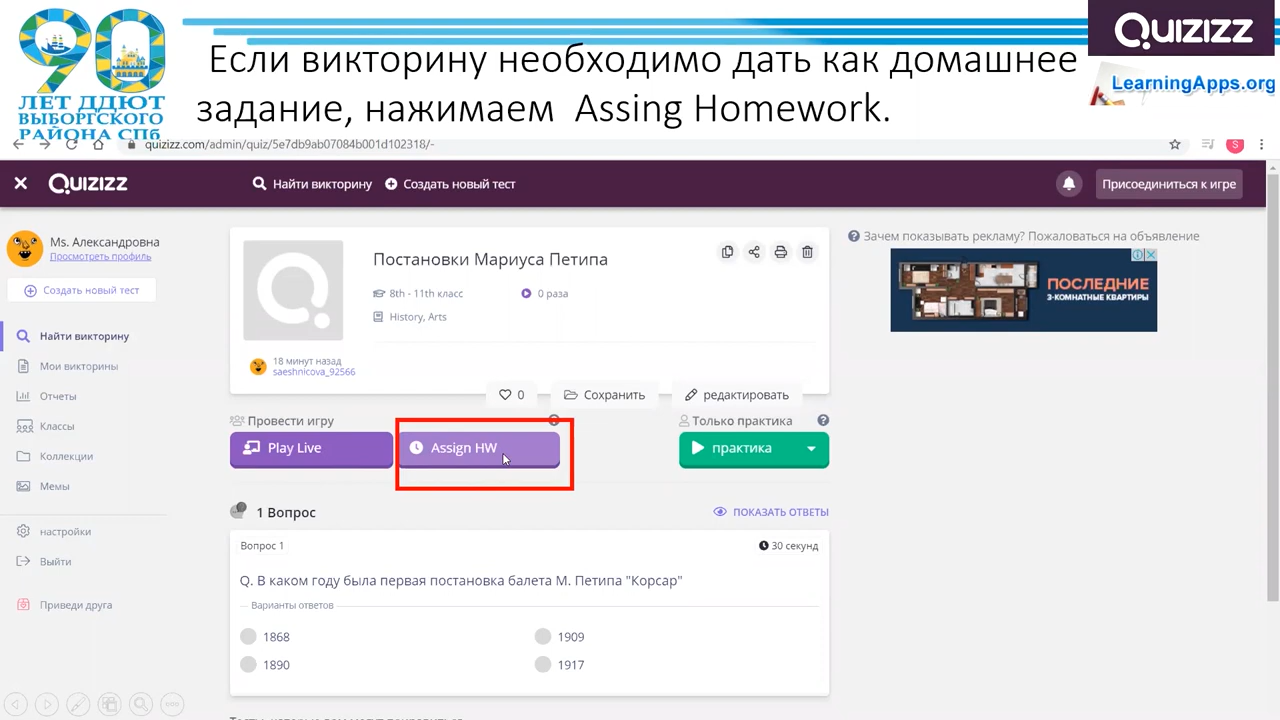 90
ЛЕТ ДДЮТ
ВЫБОРГСКОГО
РАЙОНА СПб
Если викторину необходимо дать как домашнее
задание, нажимаем Assing Homework.
Quizizz
LearningApps.org
quizizz.com/admin/quiz/5e7db9ab07084b001d102318/-
S
Quizizz
Найти викторину
Создать новый тест
Присоединиться к игре
Ms. Александровна
Просмотреть профиль
Создать новый тест
Найти викторину
Мои викторины
Отчеты
Классы
Коллекции
Мемы
настройки
Выйти
Приведи друга
Постановки Мариуса Петипа
8th - 11th класс
0 раза
History, Arts
18 минут назад
saeshnicova_92566
0
Сохранить
редактировать
Провести игру
Только практика
Play Live
Assign HW
практика
1 Вопрос
ПОКАЗАТЬ ОТВЕТЫ
Вопрос 1
30 секунд
Q. В каком году была первая постановка балета М. Петипа "Корсар"
Варианты ответов
1868
1909
1890
1917
Зачем показывать рекламу? Пожаловаться на объявление
ПОСЛЕДНИЕ
3-КОМНАТНЫЕ КВАРТИРЫ